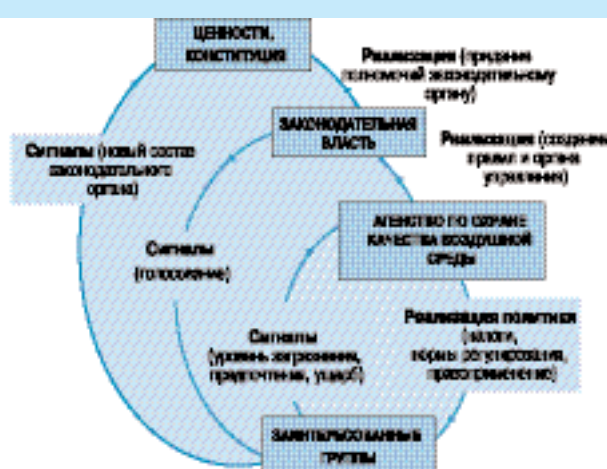 ЦЕННОСТИ,
КОНСТИТУЦИЯ
Реализация (придание
полномочий законодательному
органу)
ЗАКОНОДАТЕЛЬНАЯ
ВЛАСТЬ
Сигналы (новый состав
законодательного
органа)
Реализация (создание
правил и органа
управления)
АГЕНСТВО ПО ОХРАНЕ
КАЧЕСТВА ВОЗДУШНОЙ
СРЕДЫ
Сигналы
(голосование)
Сигналы
(уровень загрязнения,
предпочтения, ущерб)
Реализация политики
(налоги,
нормы регулирования,
правоприменение)
ЗАИНТЕРЕСОВАННЫЕ
ГРУППЫ